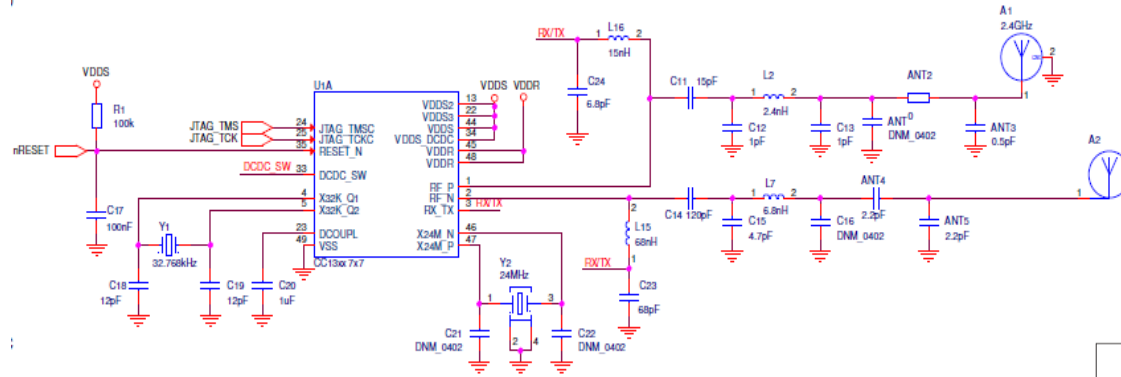 A1
2.4GHz
GND 2
1
RX/TX 1 L16 2
15nH
C24
6.8pF
C11 15pF
1 L2 2
2.4nH
ANT2
C12
1pF
C13
1pF
DNM_0402
ANT3
0.5pF
A2
1
VDDS
R1
100k
nRESET
C17
100nF
JTAG_TMS
JTAG_TCK
DCDC_SW
U1A
24 JTAG_TMSC
25 JTAG_TCKC
35 RESET_N
33 DCDC_SW
4 X32K_Q1
5 X32K_Q2
23 DCOUPL
49 VSS
CC13xx 7x7
VDDS VDDR
VDDS2 13
VDDS3 22
VDDS 44
VDDS_DCDC 34
VDDR 45
VDDR 48
RF_P 1
RF_N 2
RX_TX 3
RX/TX
X24M_N 46
X24M_P 47
Y1
32.768kHz
C18
12pF
C19
12pF
C20
1uF
Y2
24MHz
1 3
2 4
C21
DNM_0402
C22
DNM_0402
2
L15
68nH
1
RX/TX
C23
68pF
C14 120pF
1 L7 2
6.8nH
C15
4.7pF
C16
DNM_0402
ANT4
2.2pF
ANT5
2.2pF